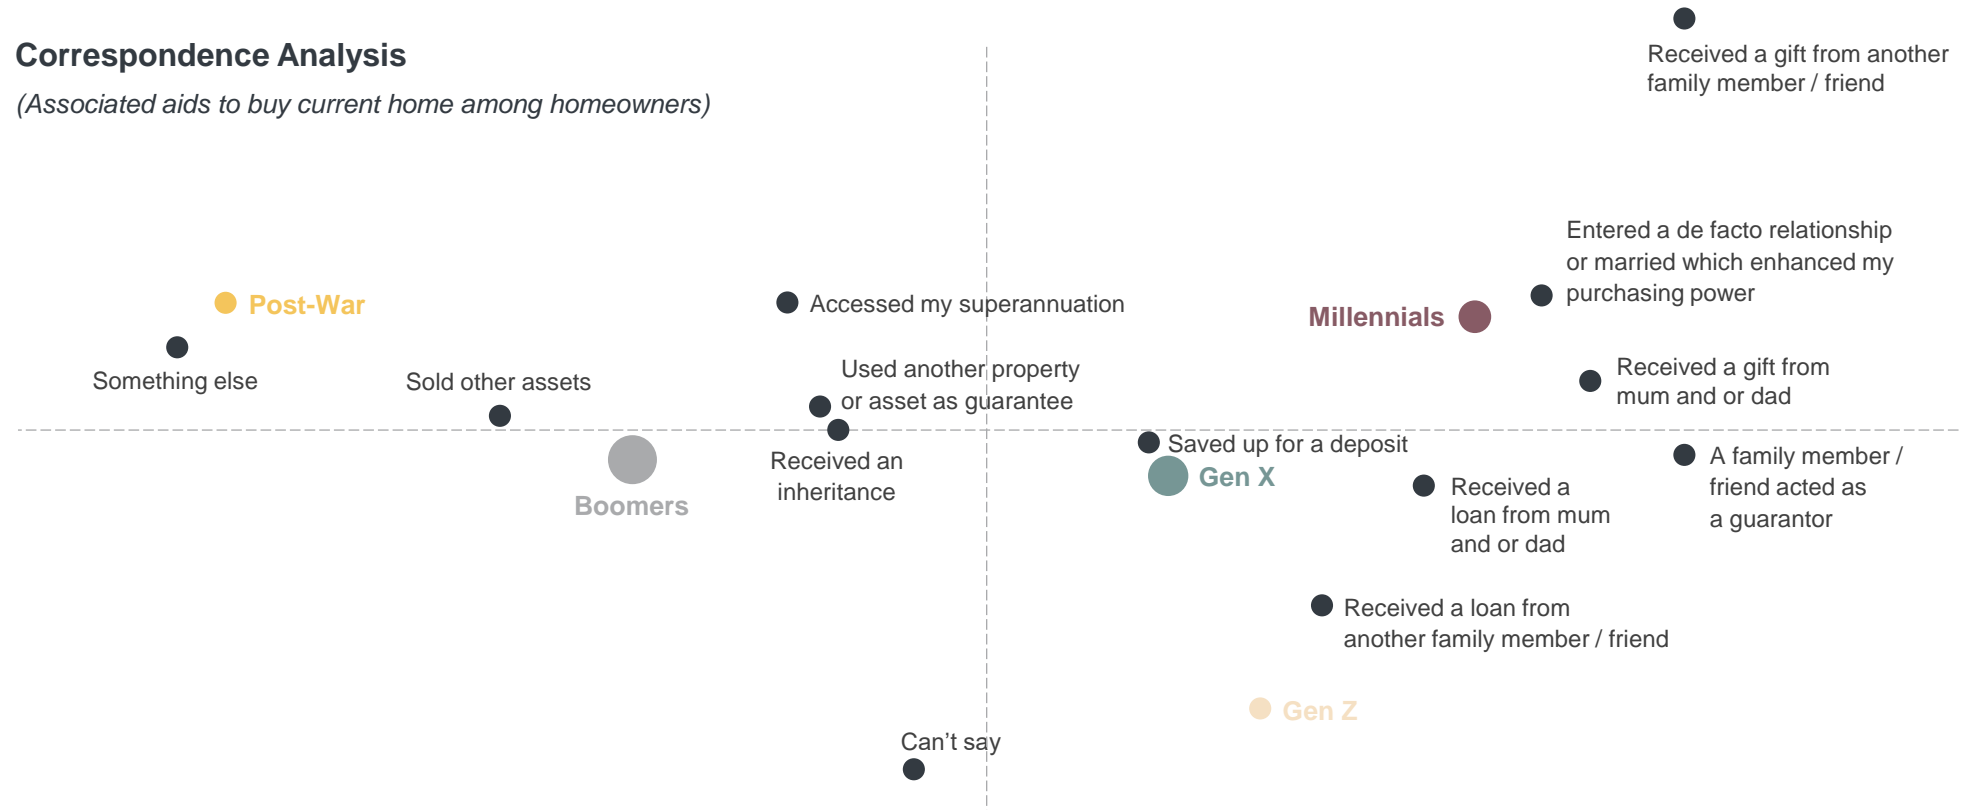 Correspondence Analysis
(Associated aids to buy current home among homeowners)
Received a gift from another
family member / friend
Entered a de facto relationship
or married which enhanced my
purchasing power
Post-War
Accessed my superannuation
Millennials
Something else
Sold other assets
Used another property
or asset as guarantee
Received a gift from
mum and or dad
Received an
inheritance
Boomers
Saved up for a deposit
Gen X
Received a
loan from mum
and or dad
A family member /
friend acted as
a guarantor
Received a loan from
another family member / friend
Gen Z
Can’t say